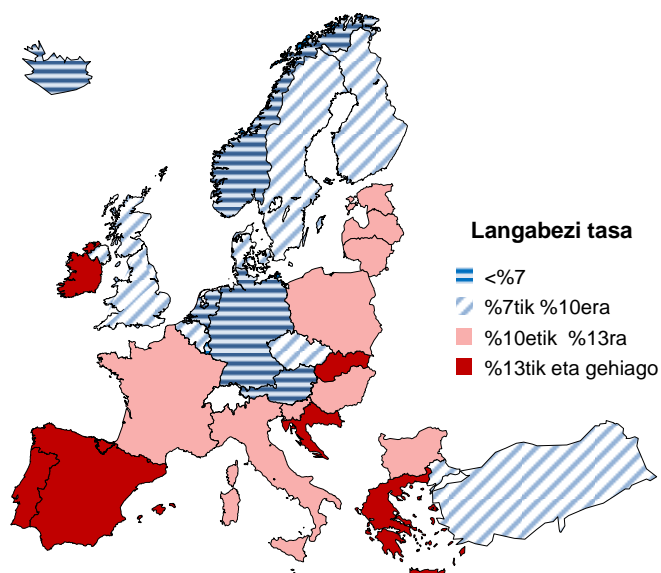 Langabezi tasa
<%7
%7tik %10era
%10etik %13ra
%13tik eta gehiago